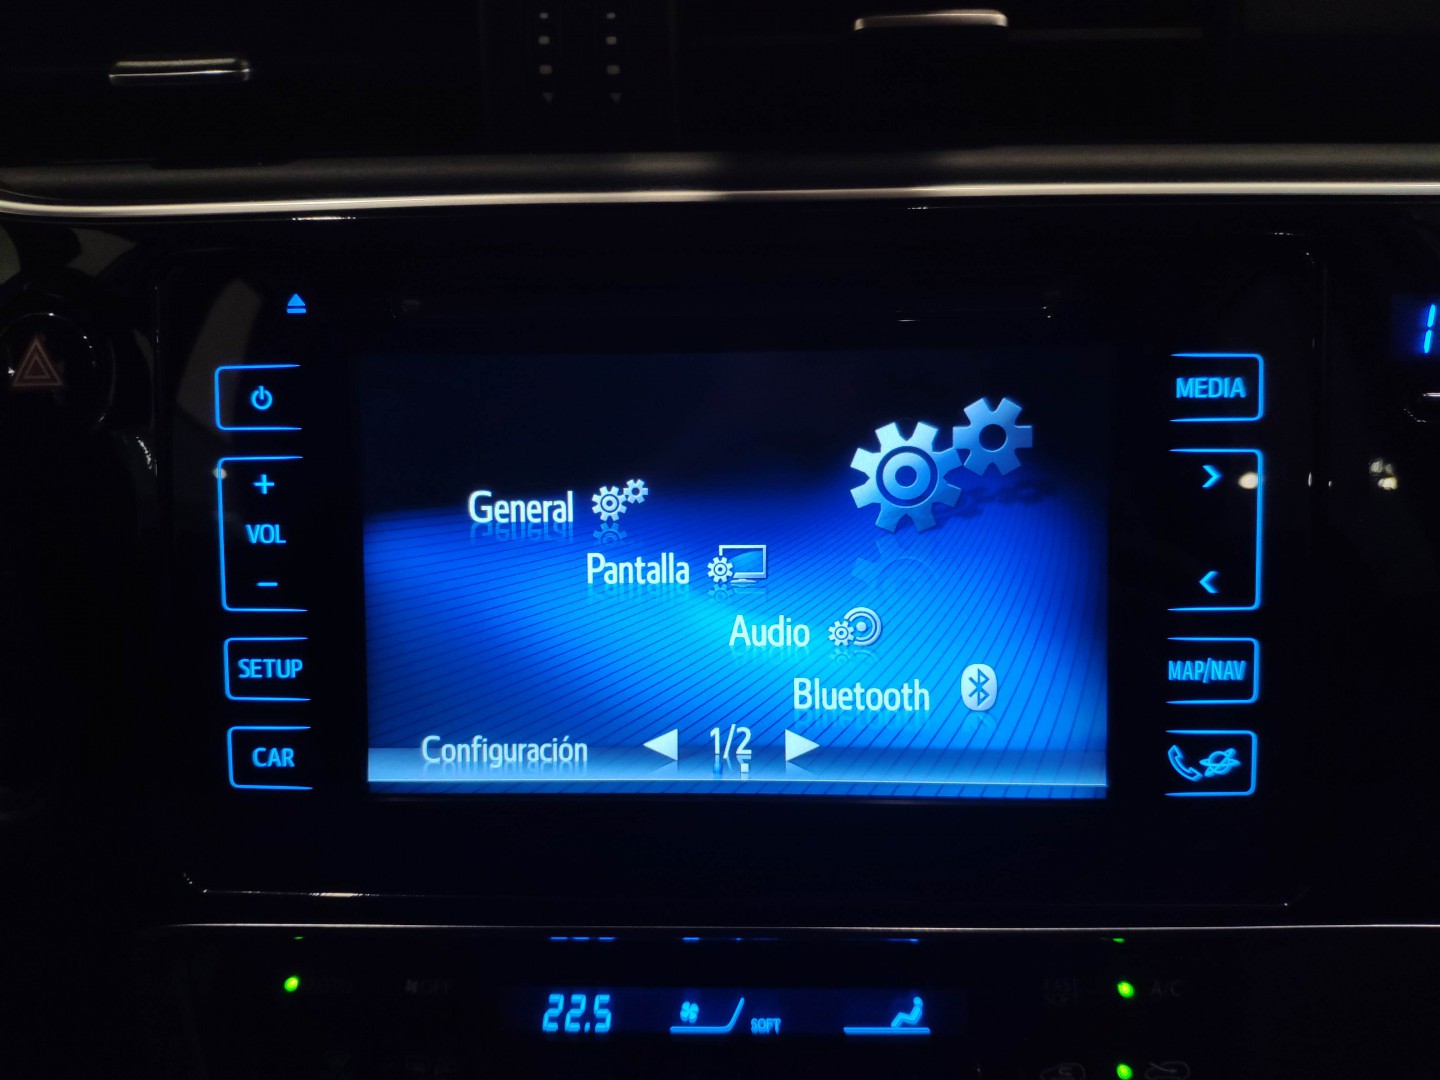 MEDIA
VOL
SETUP
CAR
General
Pantalla
Audio
Bluetooth
Configuración
1/2
MAP/NAV
22.5
SOFT
A/C